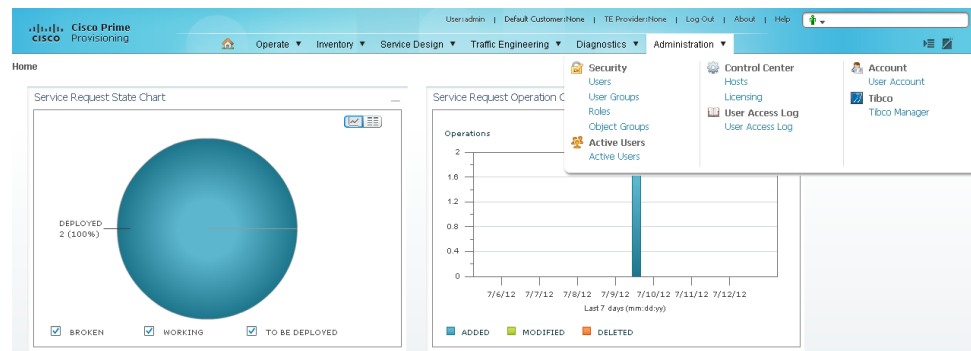 User:admin | Default Customer:None | TE Provider:None | Log Out | About | Help
cisco Cisco Prime
Provisioning
Operate ▼ Inventory ▼ Service Design ▼ Traffic Engineering ▼ Diagnostics ▼ Administration ▼
Home
Security
Users
User Groups
Roles
Object Groups
Active Users
Active Users
Control Center
Hosts
Licensing
User Access Log
User Access Log
Account
User Account
Tibco
Tibco Manager
Service Request State Chart
DEPLOYED
2 (100%)
BROKEN WORKING TO BE DEPLOYED
Service Request Operation
Operations
2
1.6
1.2
0.8
0.4
0
7/6/12 7/7/12 7/8/12 7/9/12 7/10/12 7/11/12 7/12/12
Last 7 days (mm:dd:yy)
ADDED MODIFIED DELETED